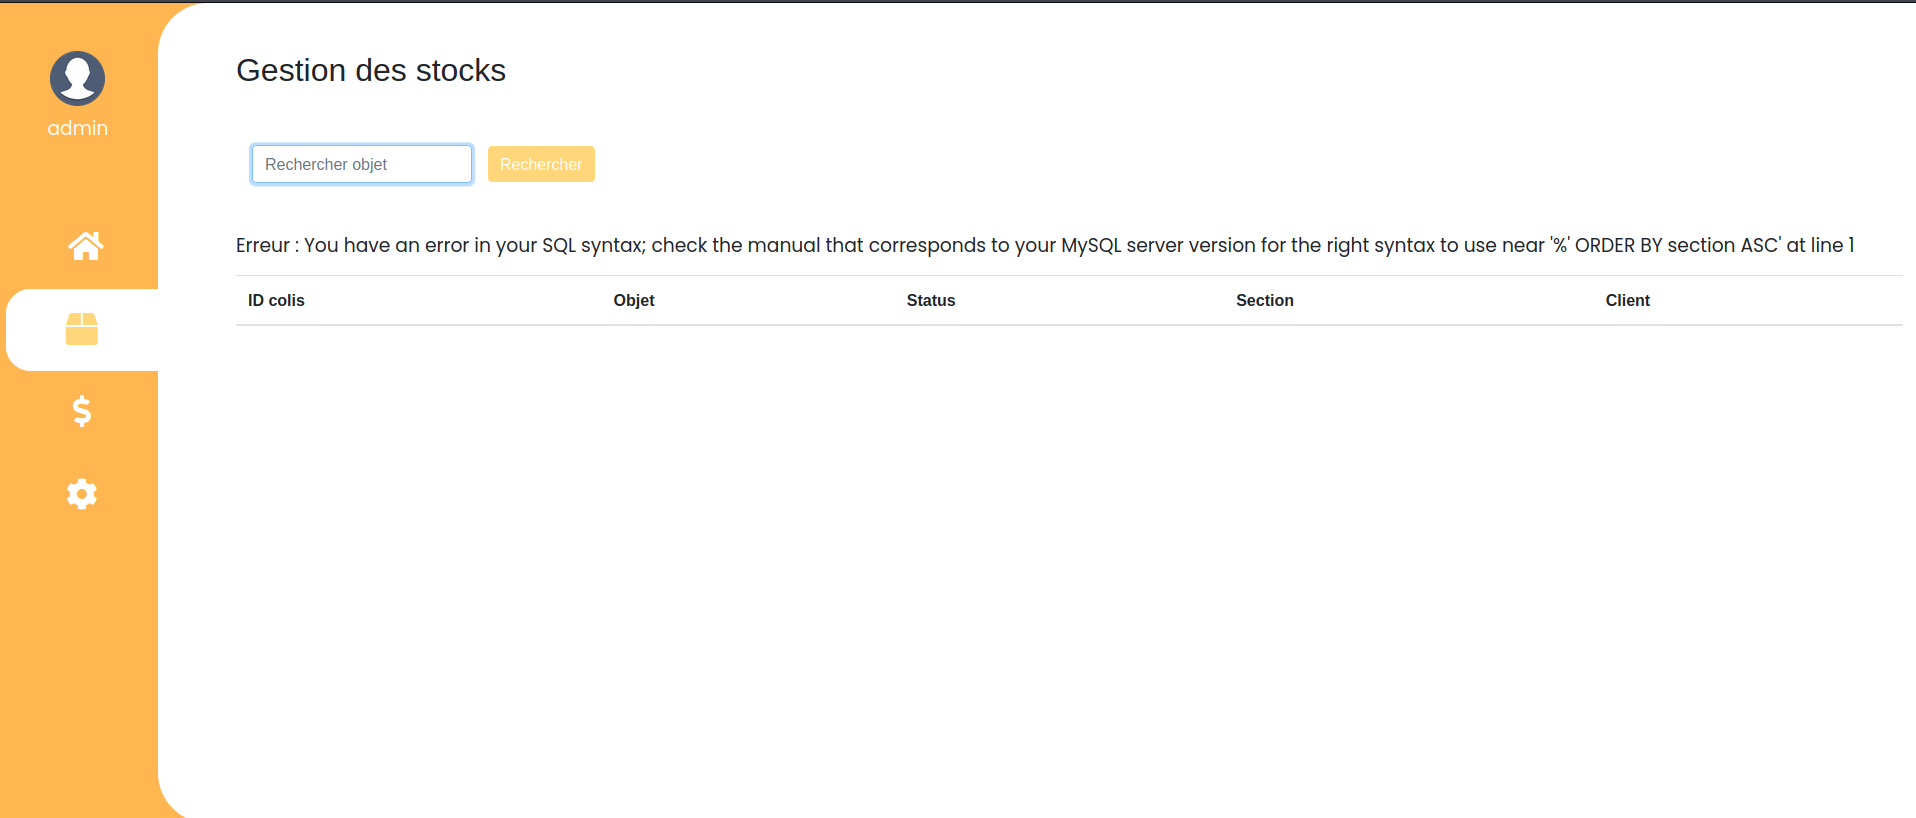 Gestion des stocks
admin
Rechercher objet
Rechercher
Erreur : You have an error in your SQL syntax; check the manual that corresponds to your MySQL server version for the right syntax to use near '%' ORDER BY section ASC' at line 1
ID colis Objet Status Section Client